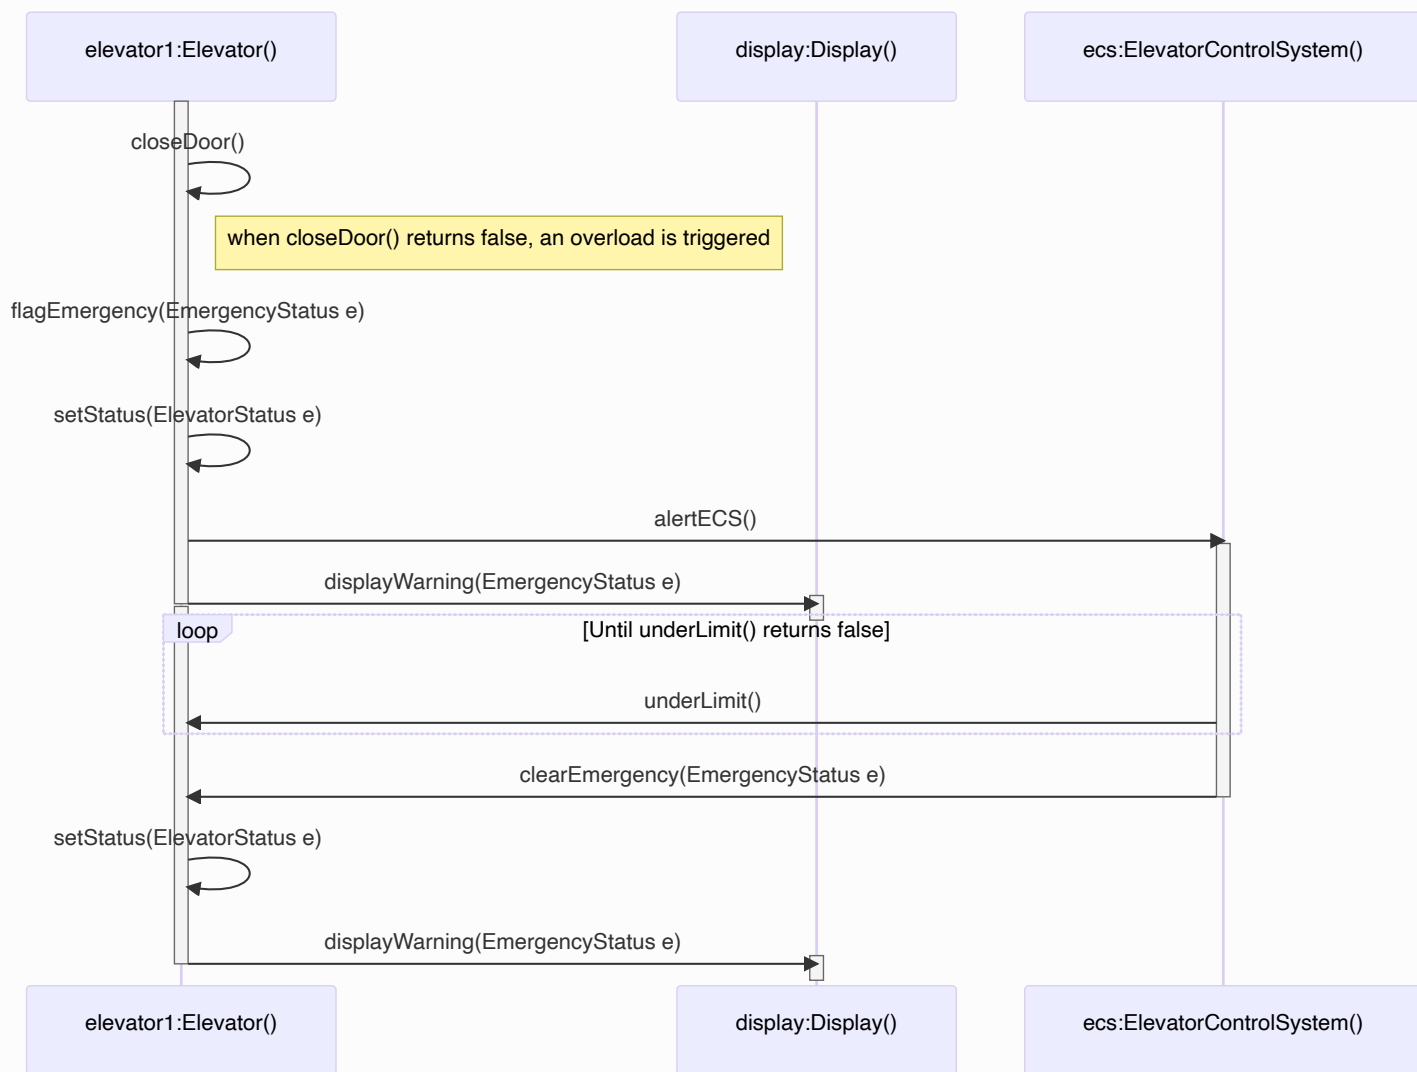 elevator1:Elevator()
display:Display()
ecs:ElevatorControlSystem()
closeDoor()
when closeDoor() returns false, an overload is triggered
flagEmergency(EmergencyStatus e)
setStatus(ElevatorStatus e)
alertECS()
displayWarning(EmergencyStatus e)
loop
[Until underLimit() returns false]
underLimit()
clearEmergency(EmergencyStatus e)
setStatus(ElevatorStatus e)
displayWarning(EmergencyStatus e)
elevator1:Elevator()
display:Display()
ecs:ElevatorControlSystem()